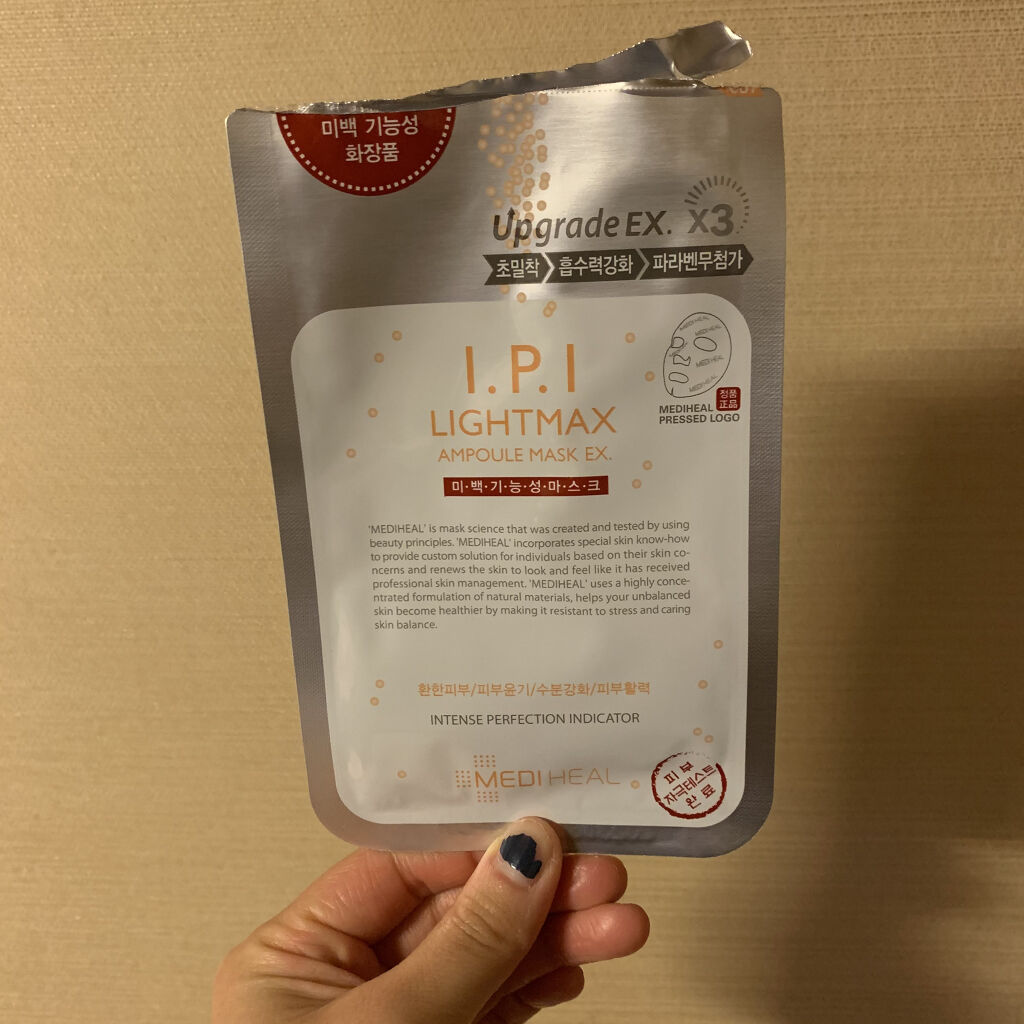 미백 기능성
화장품
Upgrade EX. x3
초밀착 흡수력강화 파라벤무첨가
I.P.I
LIGHTMAX
AMPOULE MASK EX.
미·백·기·능·성·마·스·크
MEDIHEAL
MEDIHEAL
MEDIHEAL
MEDIHEAL
정품
正品
MEDIHEAL
PRESSED LOGO
'MEDIHEAL' is mask science that was created and tested by using
beauty principles. 'MEDIHEAL' incorporates special skin know-how
to provide custom solution for individuals based on their skin co-
ncerns and renews the skin to look and feel like it has received
professional skin management. 'MEDIHEAL' uses a highly conce-
ntrated formulation of natural materials, helps your unbalanced
skin become healthier by making it resistant to stress and caring
skin balance.
환한피부/피부윤기/수분강화/피부활력
INTENSE PERFECTION INDICATOR
MEDIHEAL
피부
자극테스트
완료